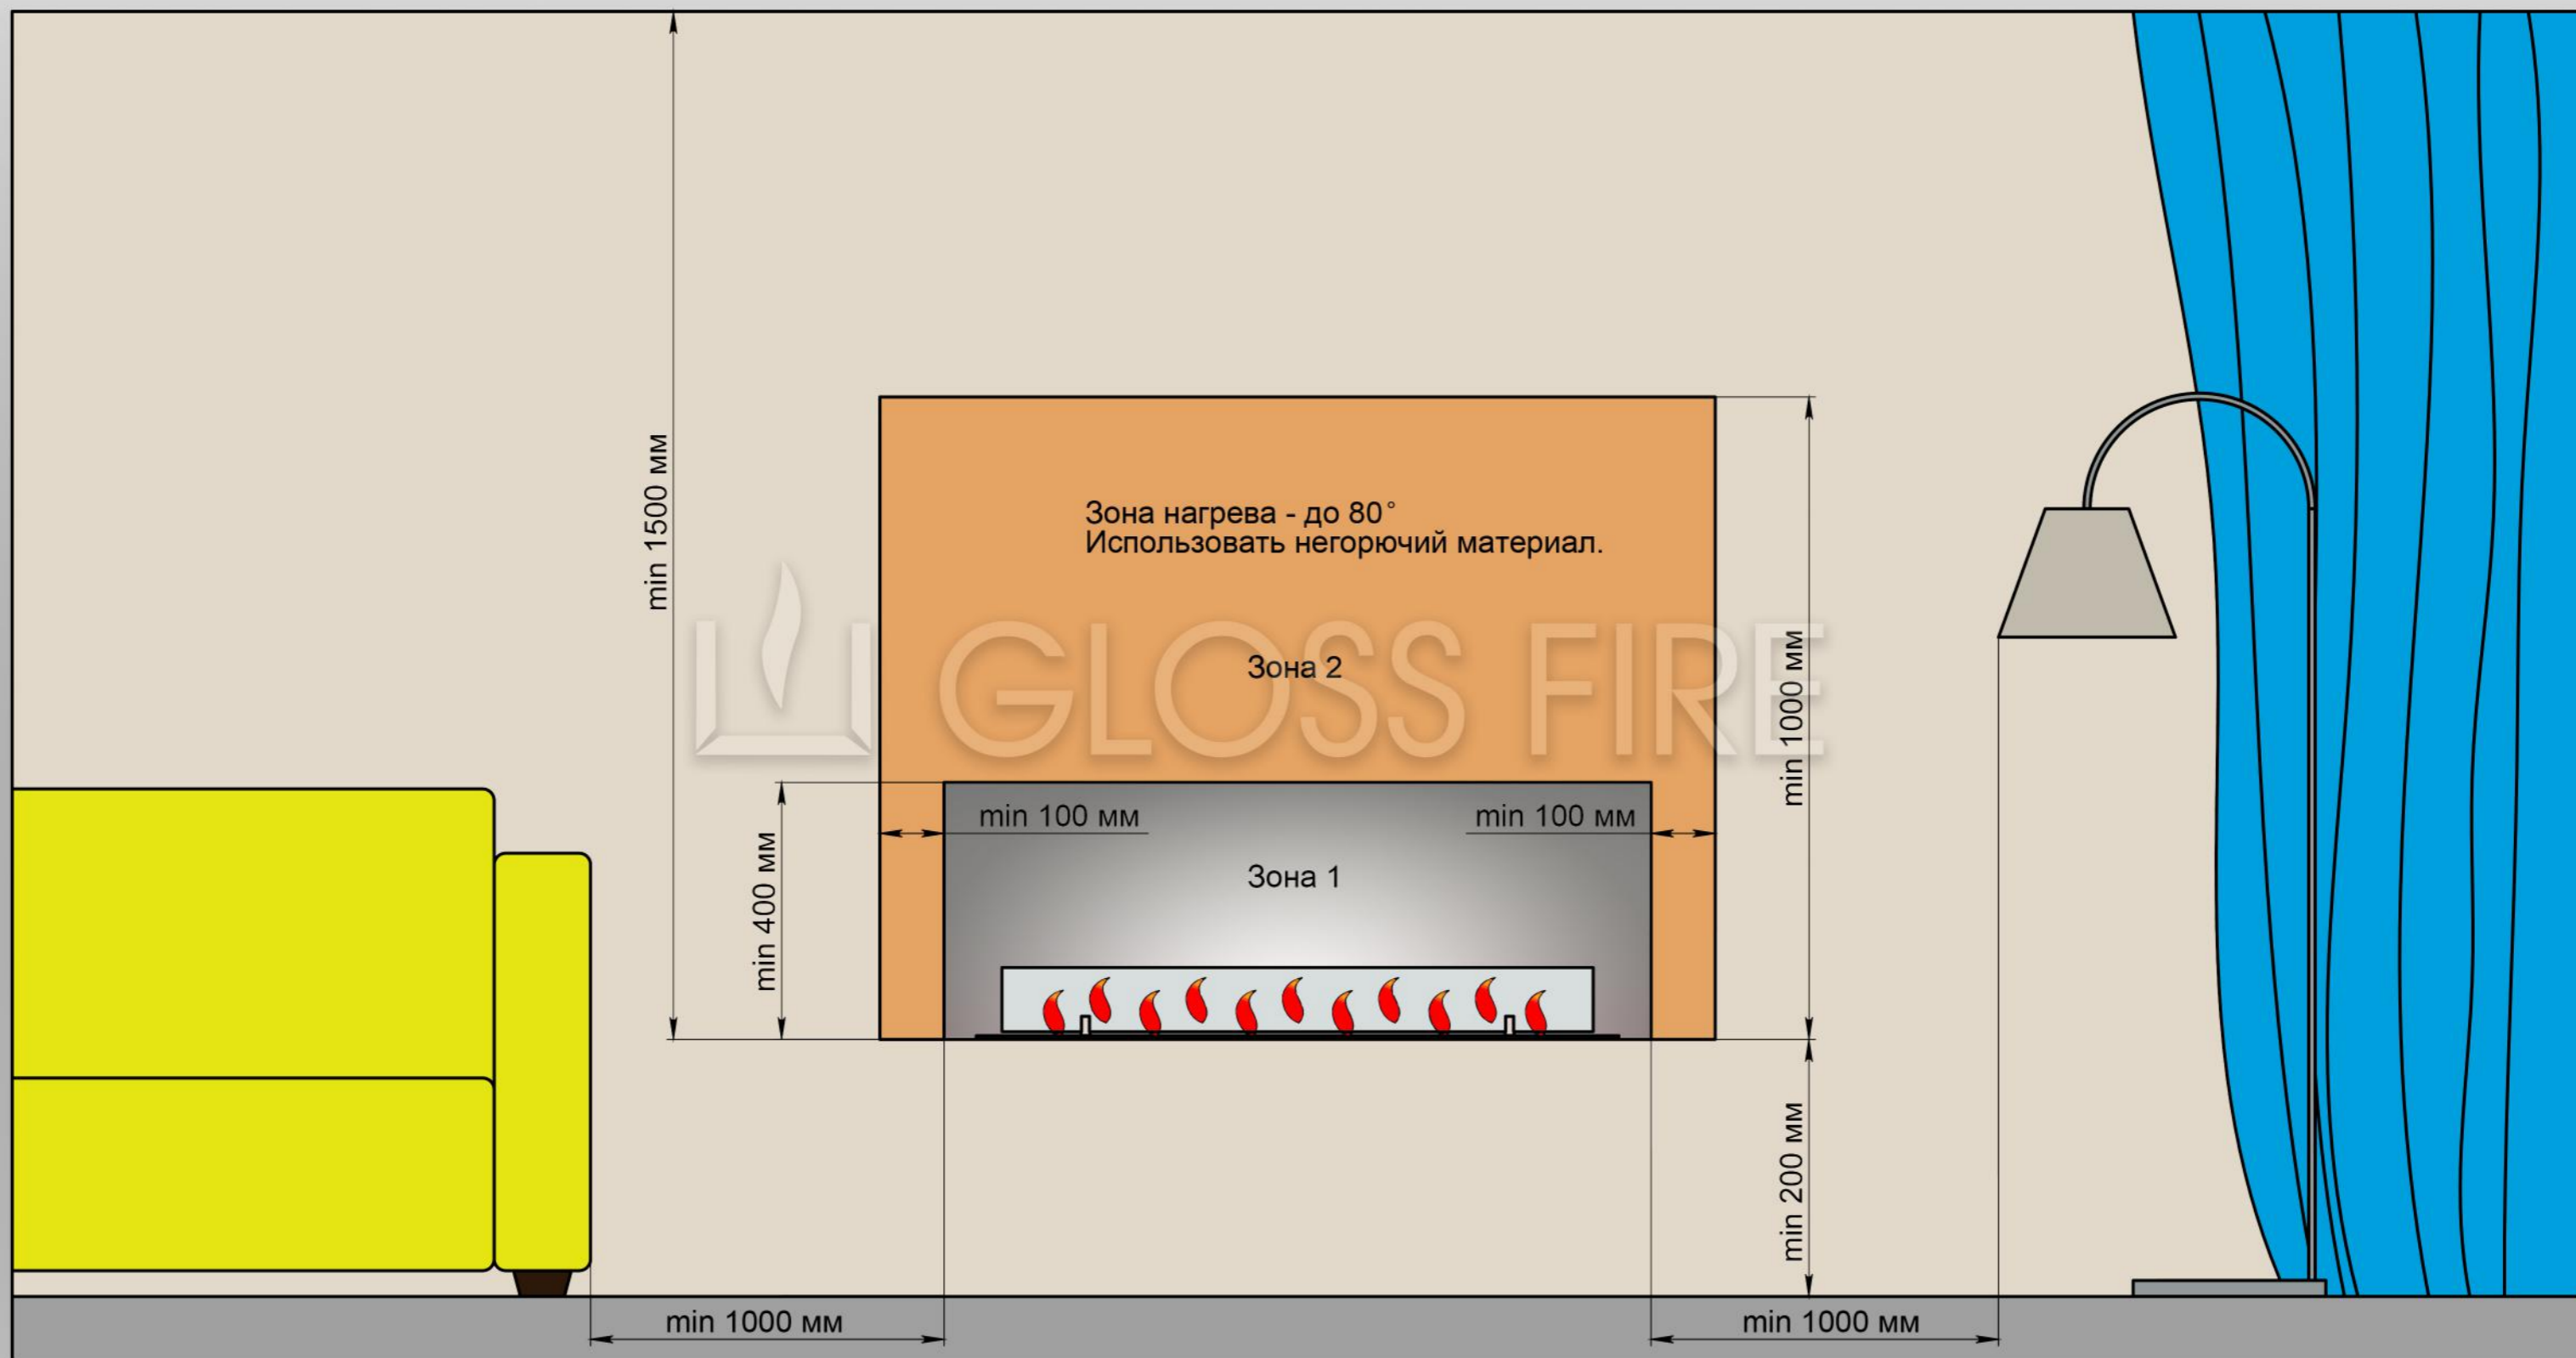 min 1500 мм
Зона нагрева - до 80°
Использовать негорючий материал.
GLOSS FIRE
Зона 2
min 1000 мм
min 400 мм
min 100 мм
min 100 мм
Зона 1
min 200 мм
min 1000 мм
min 1000 мм